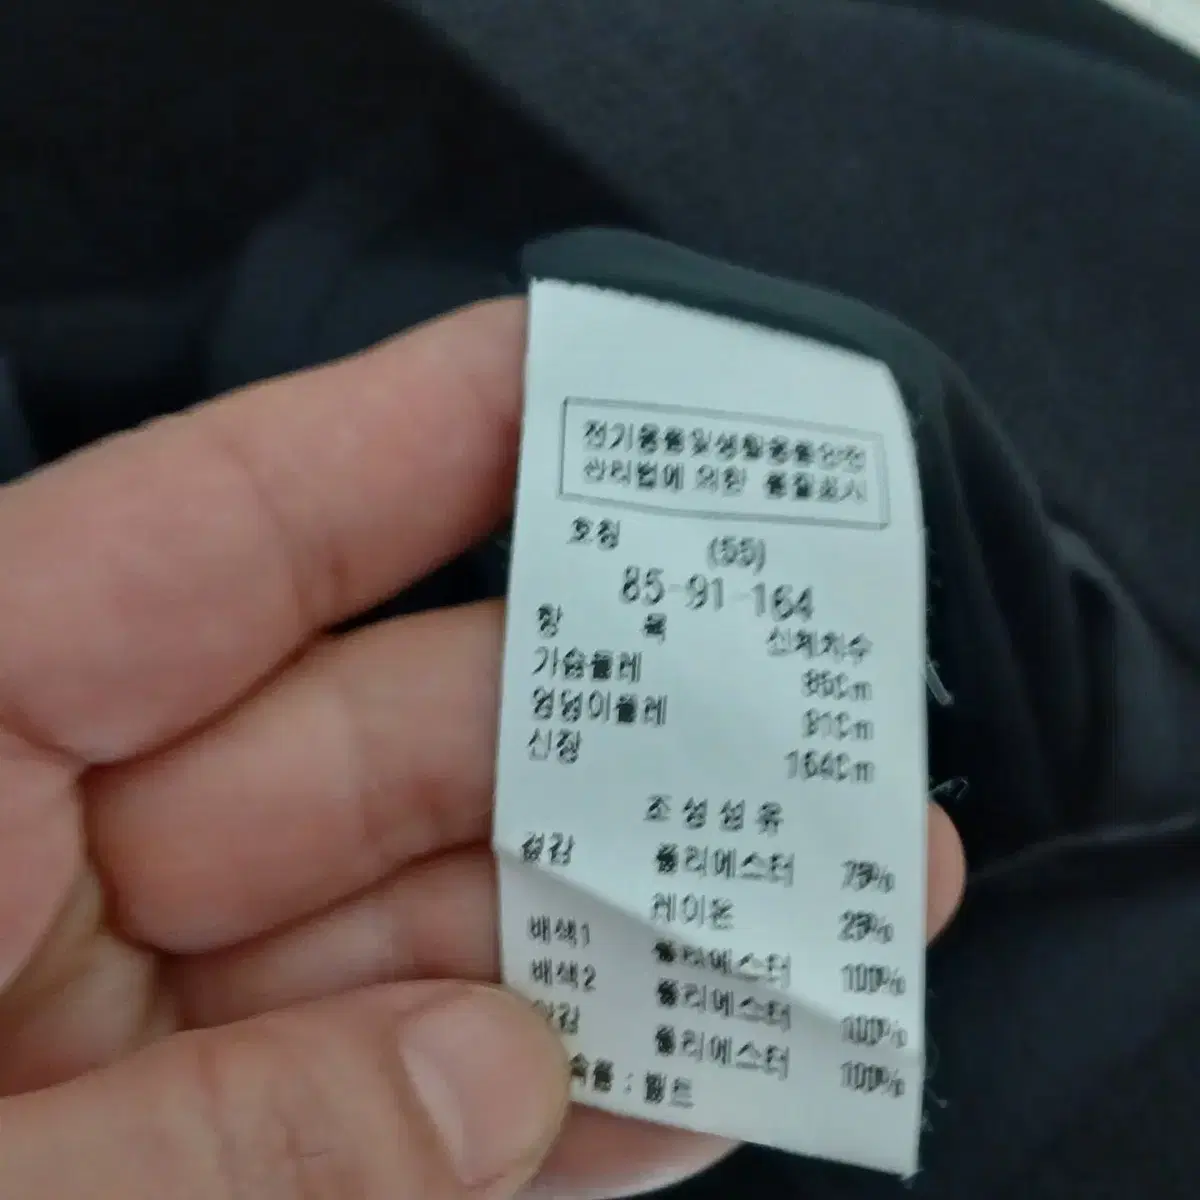 전기용품및생활용품안전
관리법에 의한 품질표시
호칭 (55)
85-91-164
항 목 신체치수
가슴둘레 85Cm
엉덩이둘레 91Cm
신장 164Cm
조성섬유
겉감 폴리에스터 75%
레이온 25%
배색1 폴리에스터 100%
배색2 폴리에스터 100%
안감 폴리에스터 100%
속품 : 벨트